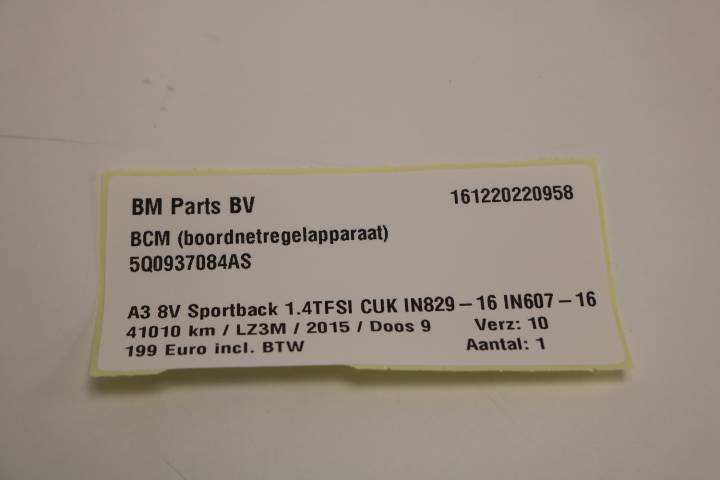 BM Parts BV 161220220958
BCM (boordnetregelapparaat)
5Q0937084AS
A3 8V Sportback 1.4TFSI CUK IN829-16 IN607-16
41010 km / LZ3M / 2015 / Doos 9 Verz: 10
199 Euro incl. BTW Aantal: 1